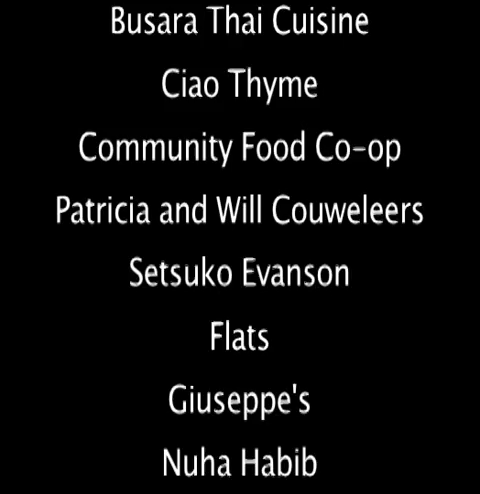 Busara Thai Cuisine
Ciao Thyme
Community Food Co-op
Patricia and Will Couweleers
Setsuko Evanson
Flats
Giuseppe's
Nuha Habib